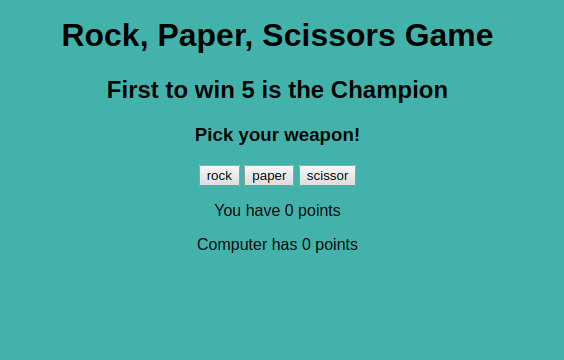 Rock, Paper, Scissors Game
First to win 5 is the Champion
Pick your weapon!
rock paper scissor
You have 0 points
Computer has 0 points